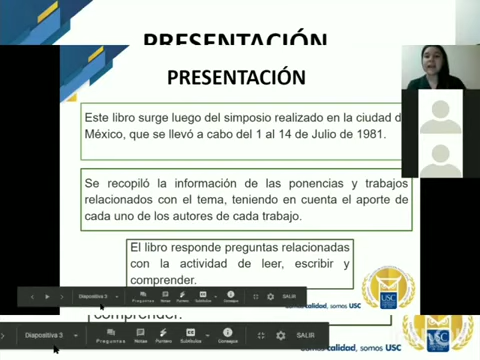 PRESENTACIÓN
PRESENTACIÓN
Este libro surge luego del simposio realizado en la ciudad d
México, que se llevó a cabo del 1 al 14 de Julio de 1981.
Se recopiló la información de las ponencias y trabajos
relacionados con el tema, teniendo en cuenta el aporte de
cada uno de los autores de cada trabajo.
El libro responde preguntas relacionadas
con la actividad de leer, escribir y
comprender.
USC
Diapositiva 3
Preguntas Notas Puntero Subtítulos Consejos
SALIR
calidad, somos USC
comprender.
Diapositiva 3
Preguntas Notas Puntero Subtítulos Consejos
SALIR
calidad, somos USC